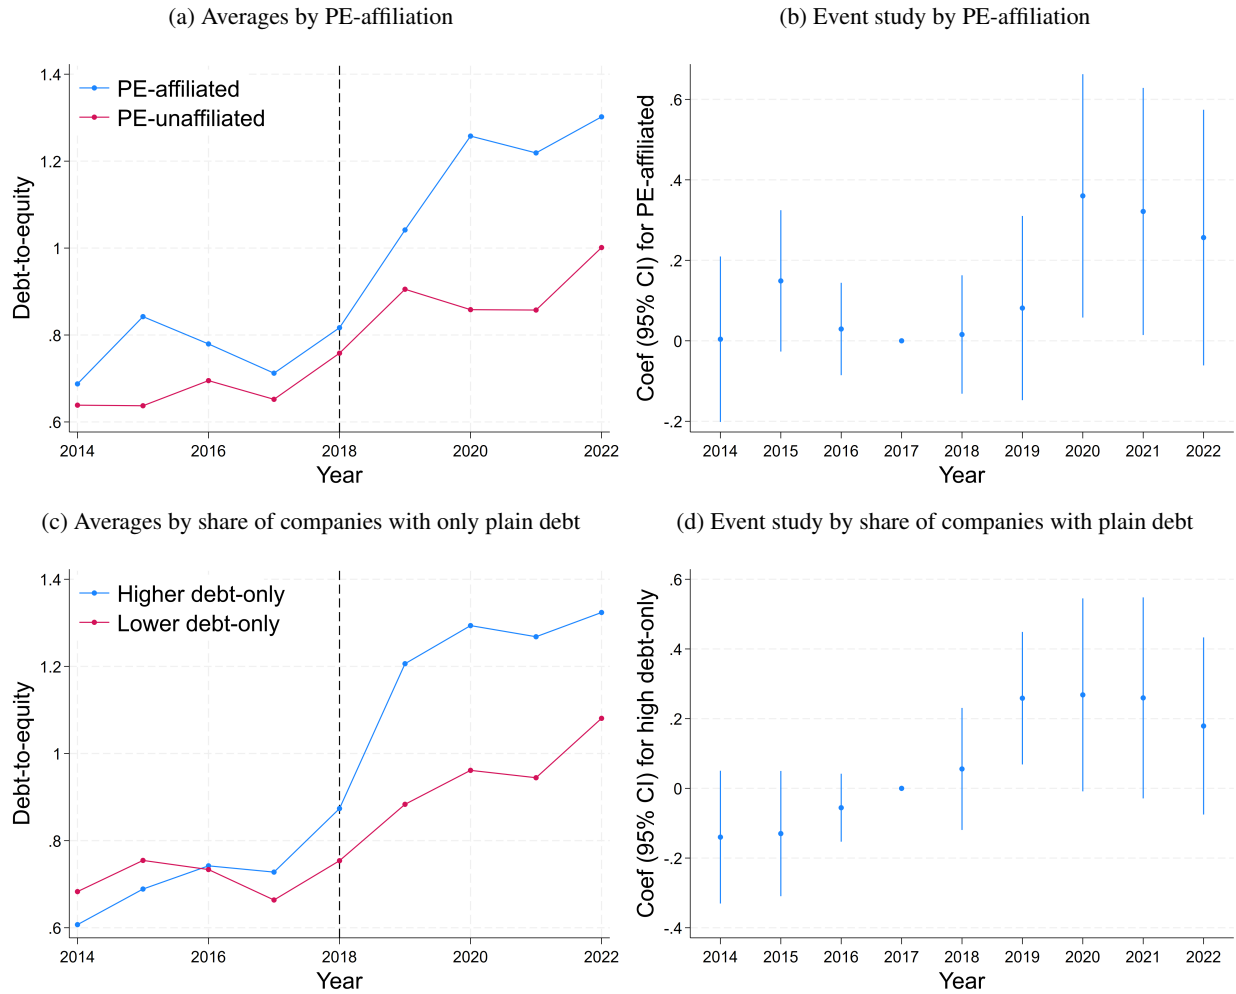 (a) Averages by PE-affiliation
1.4
1.2
1
.8
.6
Debt-to-equity
PE-affiliated
PE-unaffiliated
2014 2016 2018 2020 2022
Year
(b) Event study by PE-affiliation
.6
.4
.2
0
-.2
Coef (95% CI) for PE-affiliated
2014 2015 2016 2017 2018 2019 2020 2021 2022
Year
(c) Averages by share of companies with only plain debt
1.4
1.2
1
.8
.6
Debt-to-equity
Higher debt-only
Lower debt-only
2014 2016 2018 2020 2022
Year
(d) Event study by share of companies with plain debt
.6
.4
.2
0
-.2
-.4
Coef (95% CI) for high debt-only
2014 2015 2016 2017 2018 2019 2020 2021 2022
Year